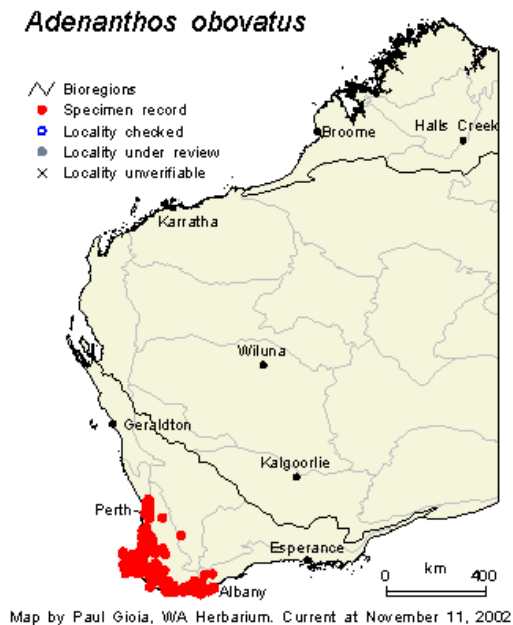 Adenanthos obovatus
Bioregions
Specimen record
Locality checked
Locality under review
Locality unverifiable
Broome
Halls Creek
Karratha
Wiluna
Geraldton
Kalgoorlie
Perth
Esperance
Albany
km
0 400
Map by Paul Gioia, WA Herbarium. Current at November 11, 2002